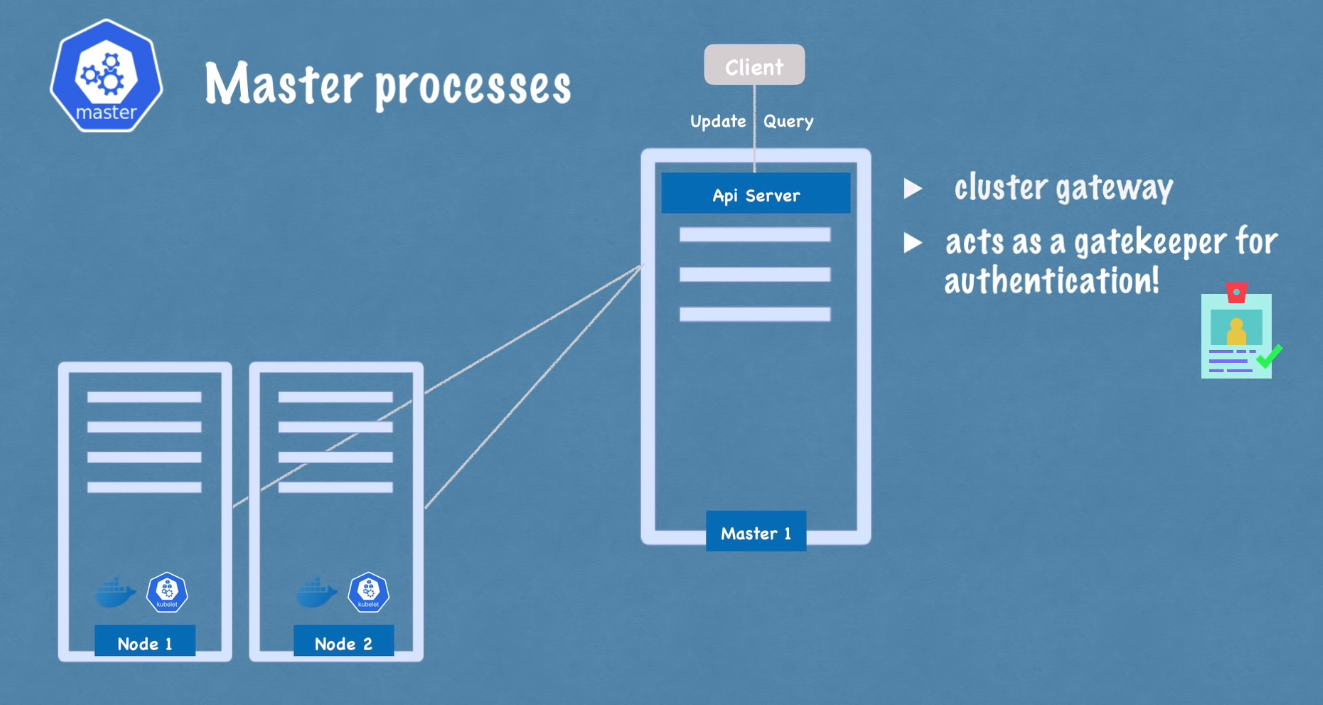 master
Master processes
Client
Update Query
Api Server
cluster gateway
acts as a gatekeeper for
authentication!
Master 1
kubelet
kubelet
Node 1
Node 2